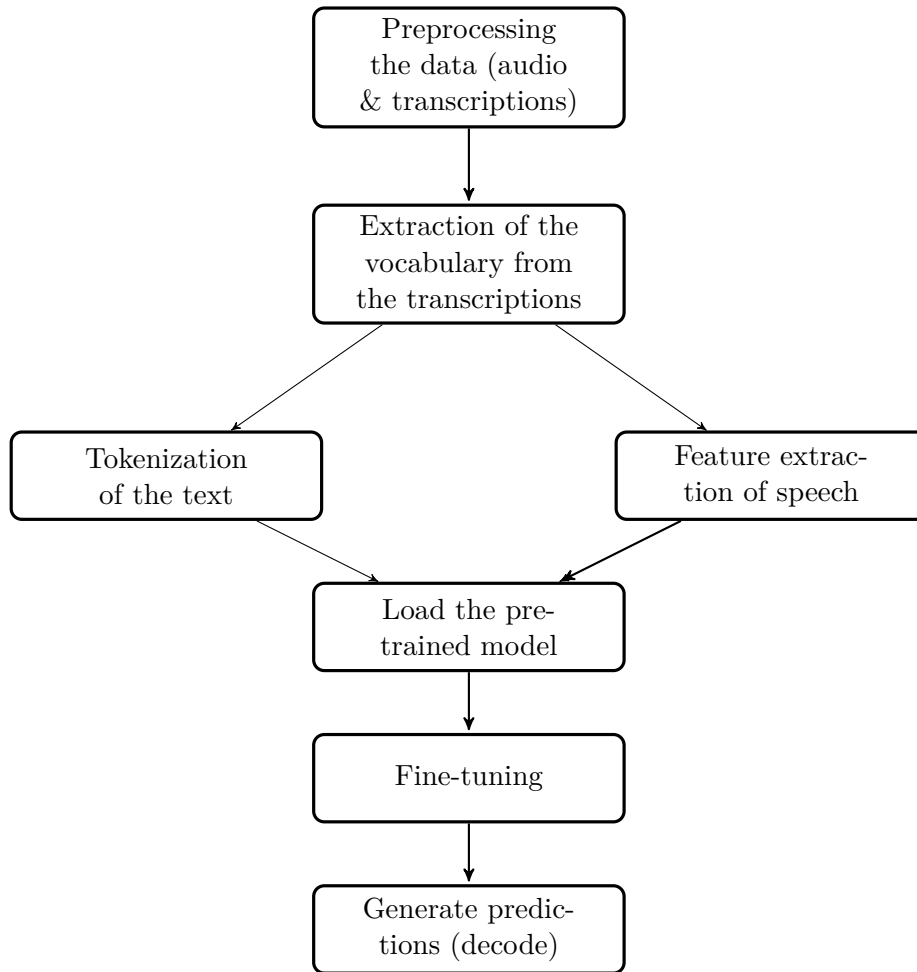 Preprocessing
the data (audio
& transcriptions)
Extraction of the
vocabulary from
the transcriptions
Tokenization
of the text
Feature extrac-
tion of speech
Load the pre-
trained model
Fine-tuning
Generate predic-
tions (decode)